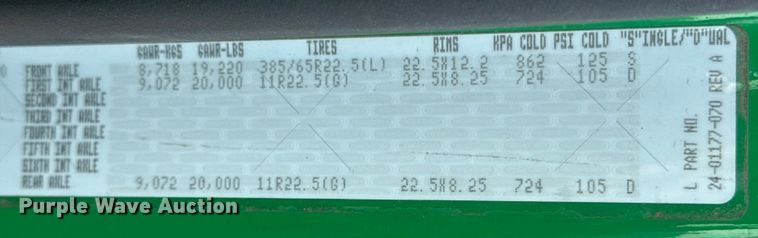 GAWR-KGS GAWR-LBS TIRES RIMS KPA COLD PSI COLD "S"INGLE/"D"UAL
FRONT AXLE 8,718 19,220 385/65R22.5(L) 22.5X12.2 862 125 S
FIRST INT AXLE 9,072 20,000 11R22.5(G) 22.5X8.25 724 105 D
SECOND INT AXLE
THIRD INT AXLE
FOURTH INT AXLE
FIFTH INT AXLE
SIXTH INT AXLE
REAR AXLE 9,072 20,000 11R22.5(G) 22.5X8.25 724 105 D
L PART NO.
24-01177-070 REV A
Purple Wave Auction